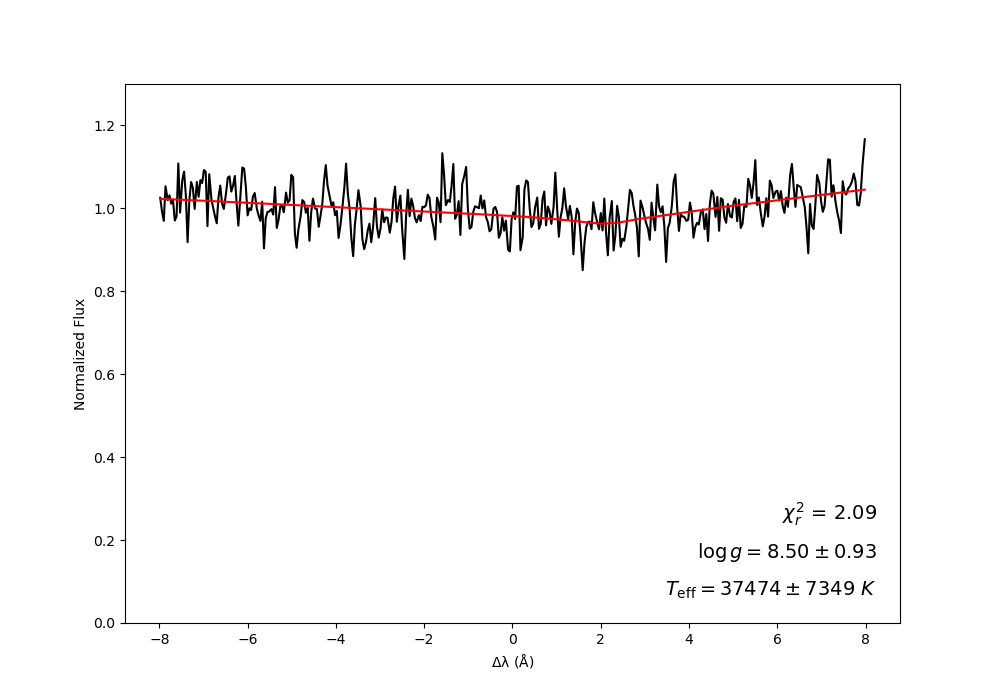 1.2
1.0
0.8
0.6
0.4
0.2
0.0
Normalized Flux
χ²ᵣ = 2.09
log g = 8.50 ± 0.93
T_eff = 37474 ± 7349 K
−8 −6 −4 −2 0 2 4 6 8
Δλ (Å)